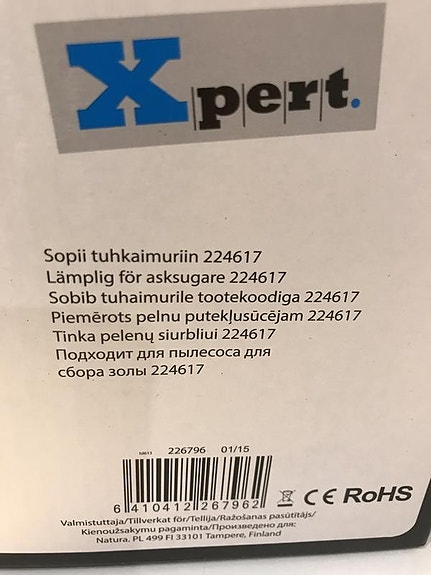 Xpert.
Sopii tuhkaimuriin 224617
Lämplig för asksugare 224617
Sobib tuhaimurile tootekoodiga 224617
Piemērots pelnu putekļusūcējam 224617
Tinka pelenų siurbliui 224617
Подходит для пылесоса для
сбора золы 224617
226796 01/15
6 410412 267962
CE RoHS
Valmistuttaja/Tillverkat för/Tellija/Ražošanas pasūtītājs/
Kienoužsakymu pagaminta/Произведено для:
Natura. PL 499 FI 33101 Tampere, Finland